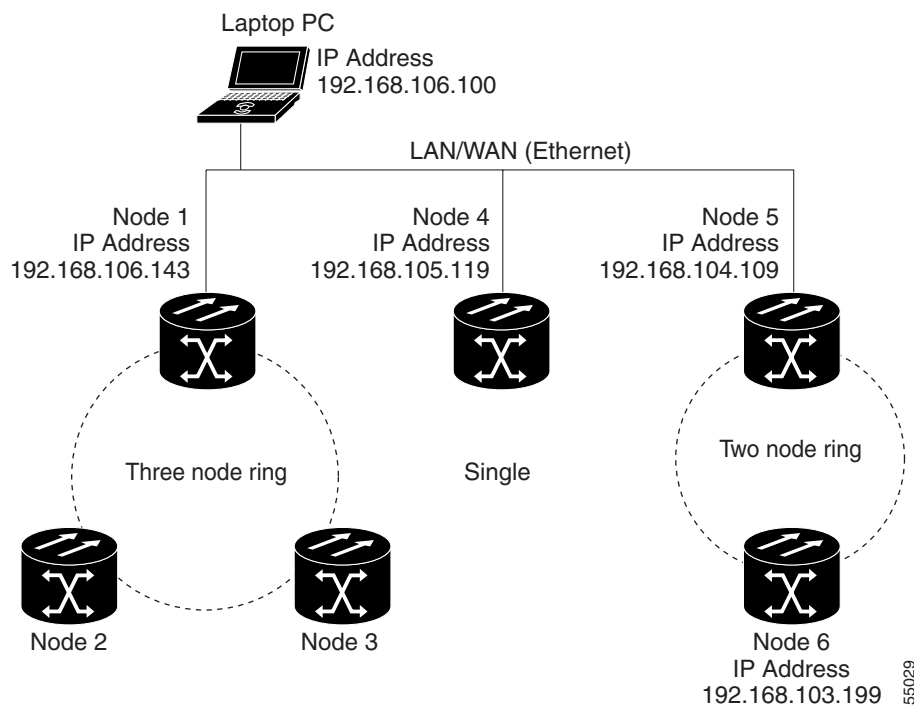 Laptop PC
IP Address
192.168.106.100
LAN/WAN (Ethernet)
Node 1
IP Address
192.168.106.143
Node 4
IP Address
192.168.105.119
Node 5
IP Address
192.168.104.109
Three node ring
Single
Two node ring
Node 2
Node 3
Node 6
IP Address
192.168.103.199
55029